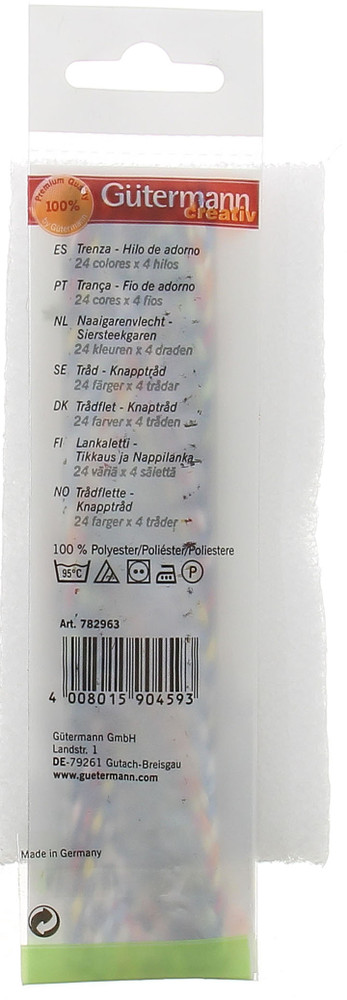 Premium Quality
100%
by Gütermann
Gütermann
creativ
ES Trenza - Hilo de adorno
24 colores x 4 hilos
PT Trança - Fio de adorno
24 cores x 4 fios
NL Naaigarenvlecht -
Siersteekgaren
24 kleuren x 4 draden
SE Tråd - Knapptråd
24 färger x 4 trådar
DK Trådflet - Knaptråd
24 farver x 4 tråden
FI Lankaletti -
Tikkaus ja Nappilanka
24 väriä x 4 säiettä
NO Trådflette -
Knapptråd
24 farger x 4 tråder
100 % Polyester/Poliéster/Poliestere
95°C P
Art. 782963
4 008015 904593
Gütermann GmbH
Landstr. 1
DE-79261 Gutach-Breisgau
www.guetermann.com
Made in Germany